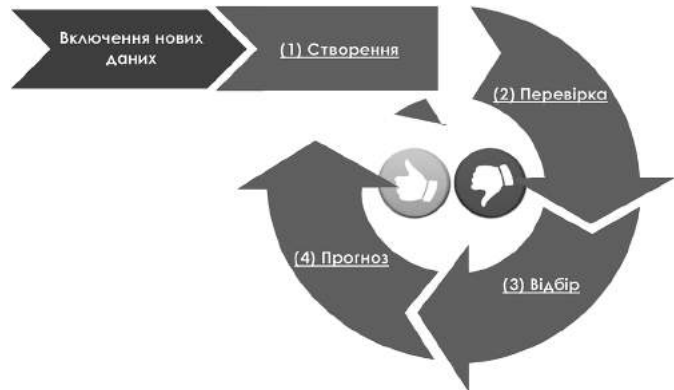 Включення нових
даних
(1) Створення
(2) Перевірка
(3) Відбір
(4) Прогноз